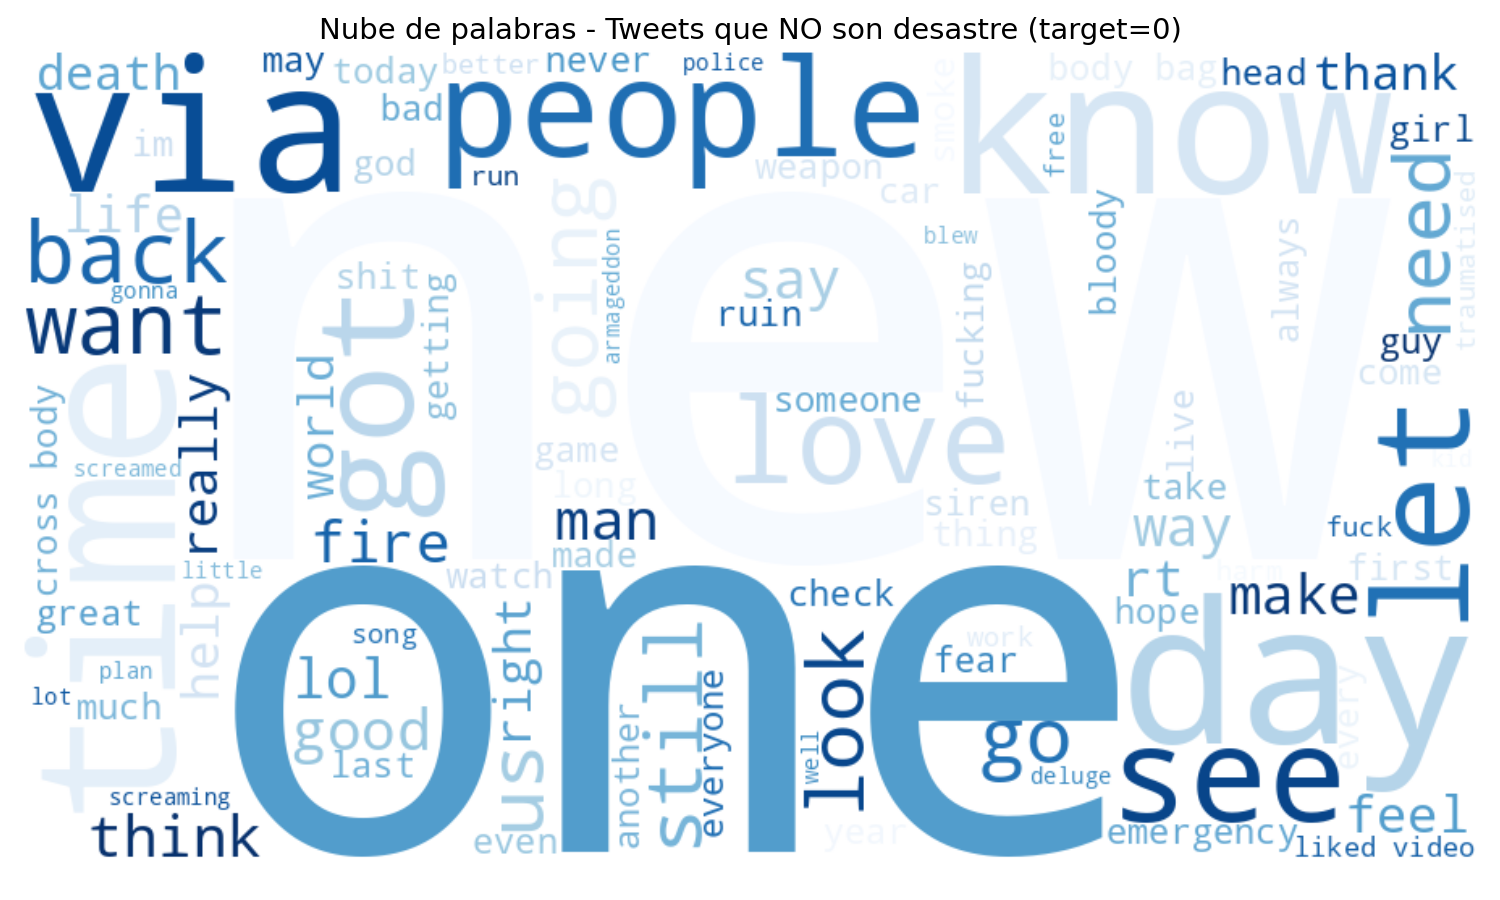 Nube de palabras - Tweets que NO son desastre (target=0)
death
may
today
better
never
police
via
people
know
smoke
body bag
head
thank
bad
im
god
run
weapon
car
free
girl
life
back
new
going
armageddon
blew
bloody
always
need
traumatised
gonna
want
shit
getting
say
ruin
fucking
guy
come
time
really
world
got
someone
love
live
let
kid
cross body
screamed
game
long
siren
thing
take
way
fire
man
made
fuck
little
watch
check
rt
harm
first
make
hope
great
help
one
song
lol
good
last
right
us
still
another
everyone
look
well
work
fear
go
deluge
day
every
see
plan
lot
much
screaming
think
even
year
emergency
feel
liked video